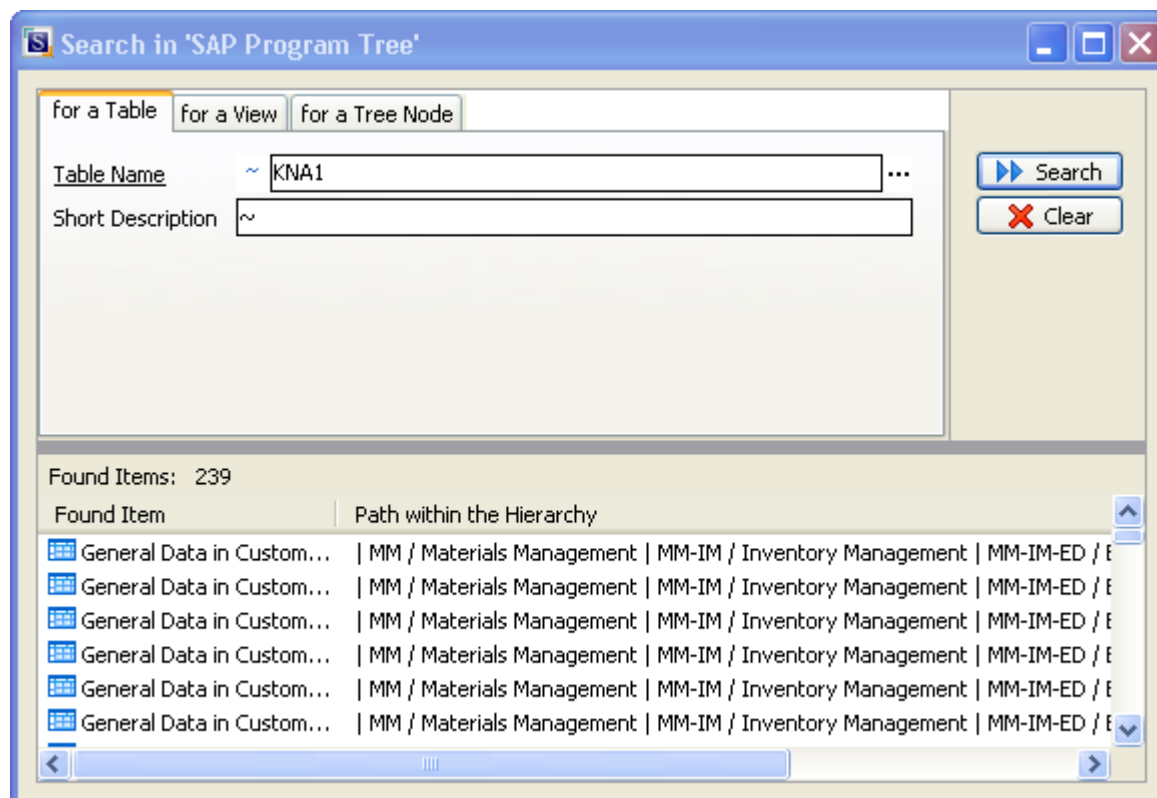 Search in 'SAP Program Tree'
for a Table for a View for a Tree Node
Table Name ~ KNA1 ...
Search
Short Description ~
Clear
Found Items: 239
Found Item Path within the Hierarchy
General Data in Custom... | MM / Materials Management | MM-IM / Inventory Management | MM-IM-ED /
General Data in Custom... | MM / Materials Management | MM-IM / Inventory Management | MM-IM-ED /
General Data in Custom... | MM / Materials Management | MM-IM / Inventory Management | MM-IM-ED /
General Data in Custom... | MM / Materials Management | MM-IM / Inventory Management | MM-IM-ED /
General Data in Custom... | MM / Materials Management | MM-IM / Inventory Management | MM-IM-ED /
General Data in Custom... | MM / Materials Management | MM-IM / Inventory Management | MM-IM-ED /